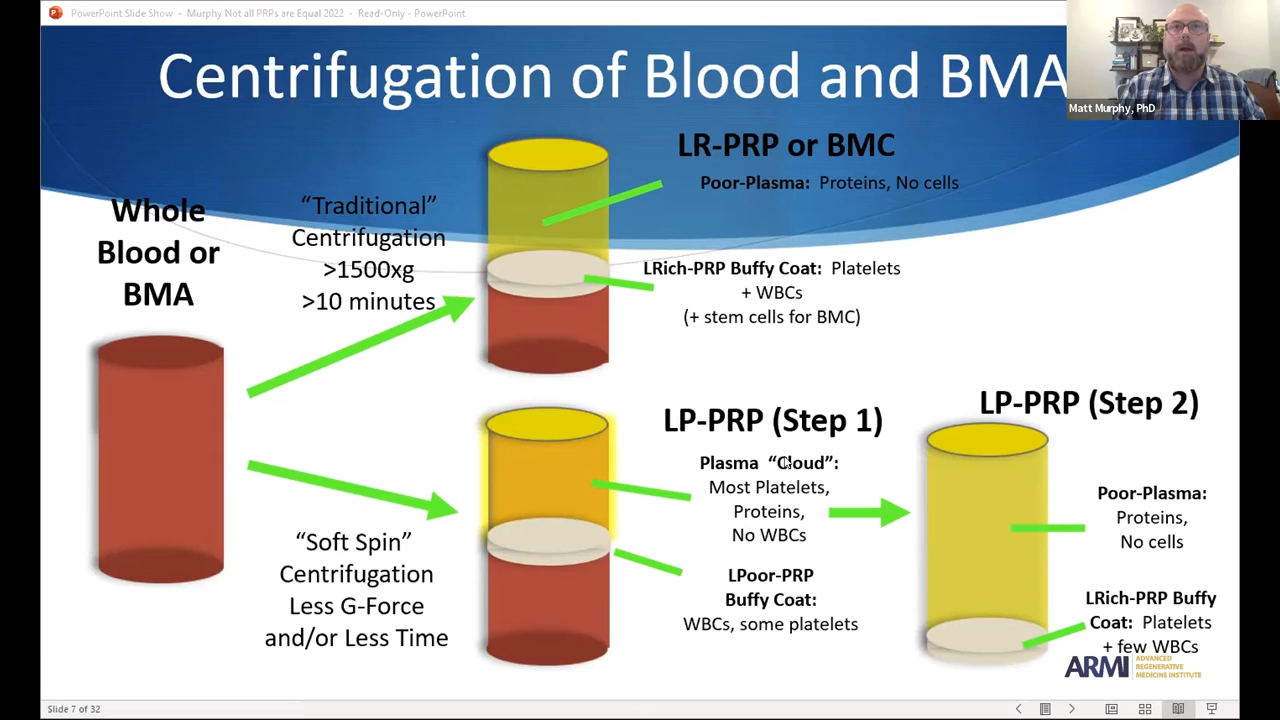 PowerPoint Slide Show - Murphy Not all PRPs are Equal 2022 - Read-Only - PowerPoint
Centrifugation of Blood and BMA
Matt Murphy, PhD
Whole
Blood or
BMA
“Traditional”
Centrifugation
>1500xg
>10 minutes
LR-PRP or BMC
Poor-Plasma: Proteins, No cells
LRich-PRP Buffy Coat: Platelets
+ WBCs
(+ stem cells for BMC)
“Soft Spin”
Centrifugation
Less G-Force
and/or Less Time
LP-PRP (Step 1)
Plasma “Cloud”:
Most Platelets,
Proteins,
No WBCs
LPoor-PRP
Buffy Coat:
WBCs, some platelets
LP-PRP (Step 2)
Poor-Plasma:
Proteins,
No cells
LRich-PRP Buffy
Coat: Platelets
+ few WBCs
ARMI
ADVANCED
REGENERATIVE
MEDICINE INSTITUTE
Slide 7 of 32